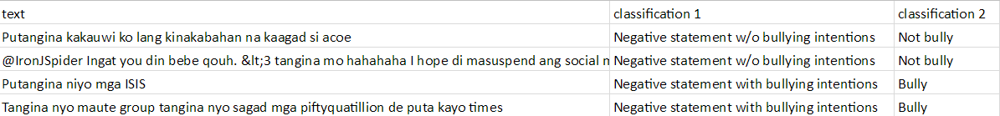 text classification 1 classification 2
Putangina kakauwi ko lang kinakabahan na kaagad si acoe Negative statement w/o bullying intentions Not bully
@IronJSpider Ingat you din bebe qouh. &lt;3 tangina mo hahahaha I hope di masuspend ang social Negative statement w/o bullying intentions Not bully
Putangina niyo mga ISIS Negative statement with bullying intentions Bully
Tangina nyo maute group tangina nyo sagad mga piftyquatillion de puta kayo times Negative statement with bullying intentions Bully